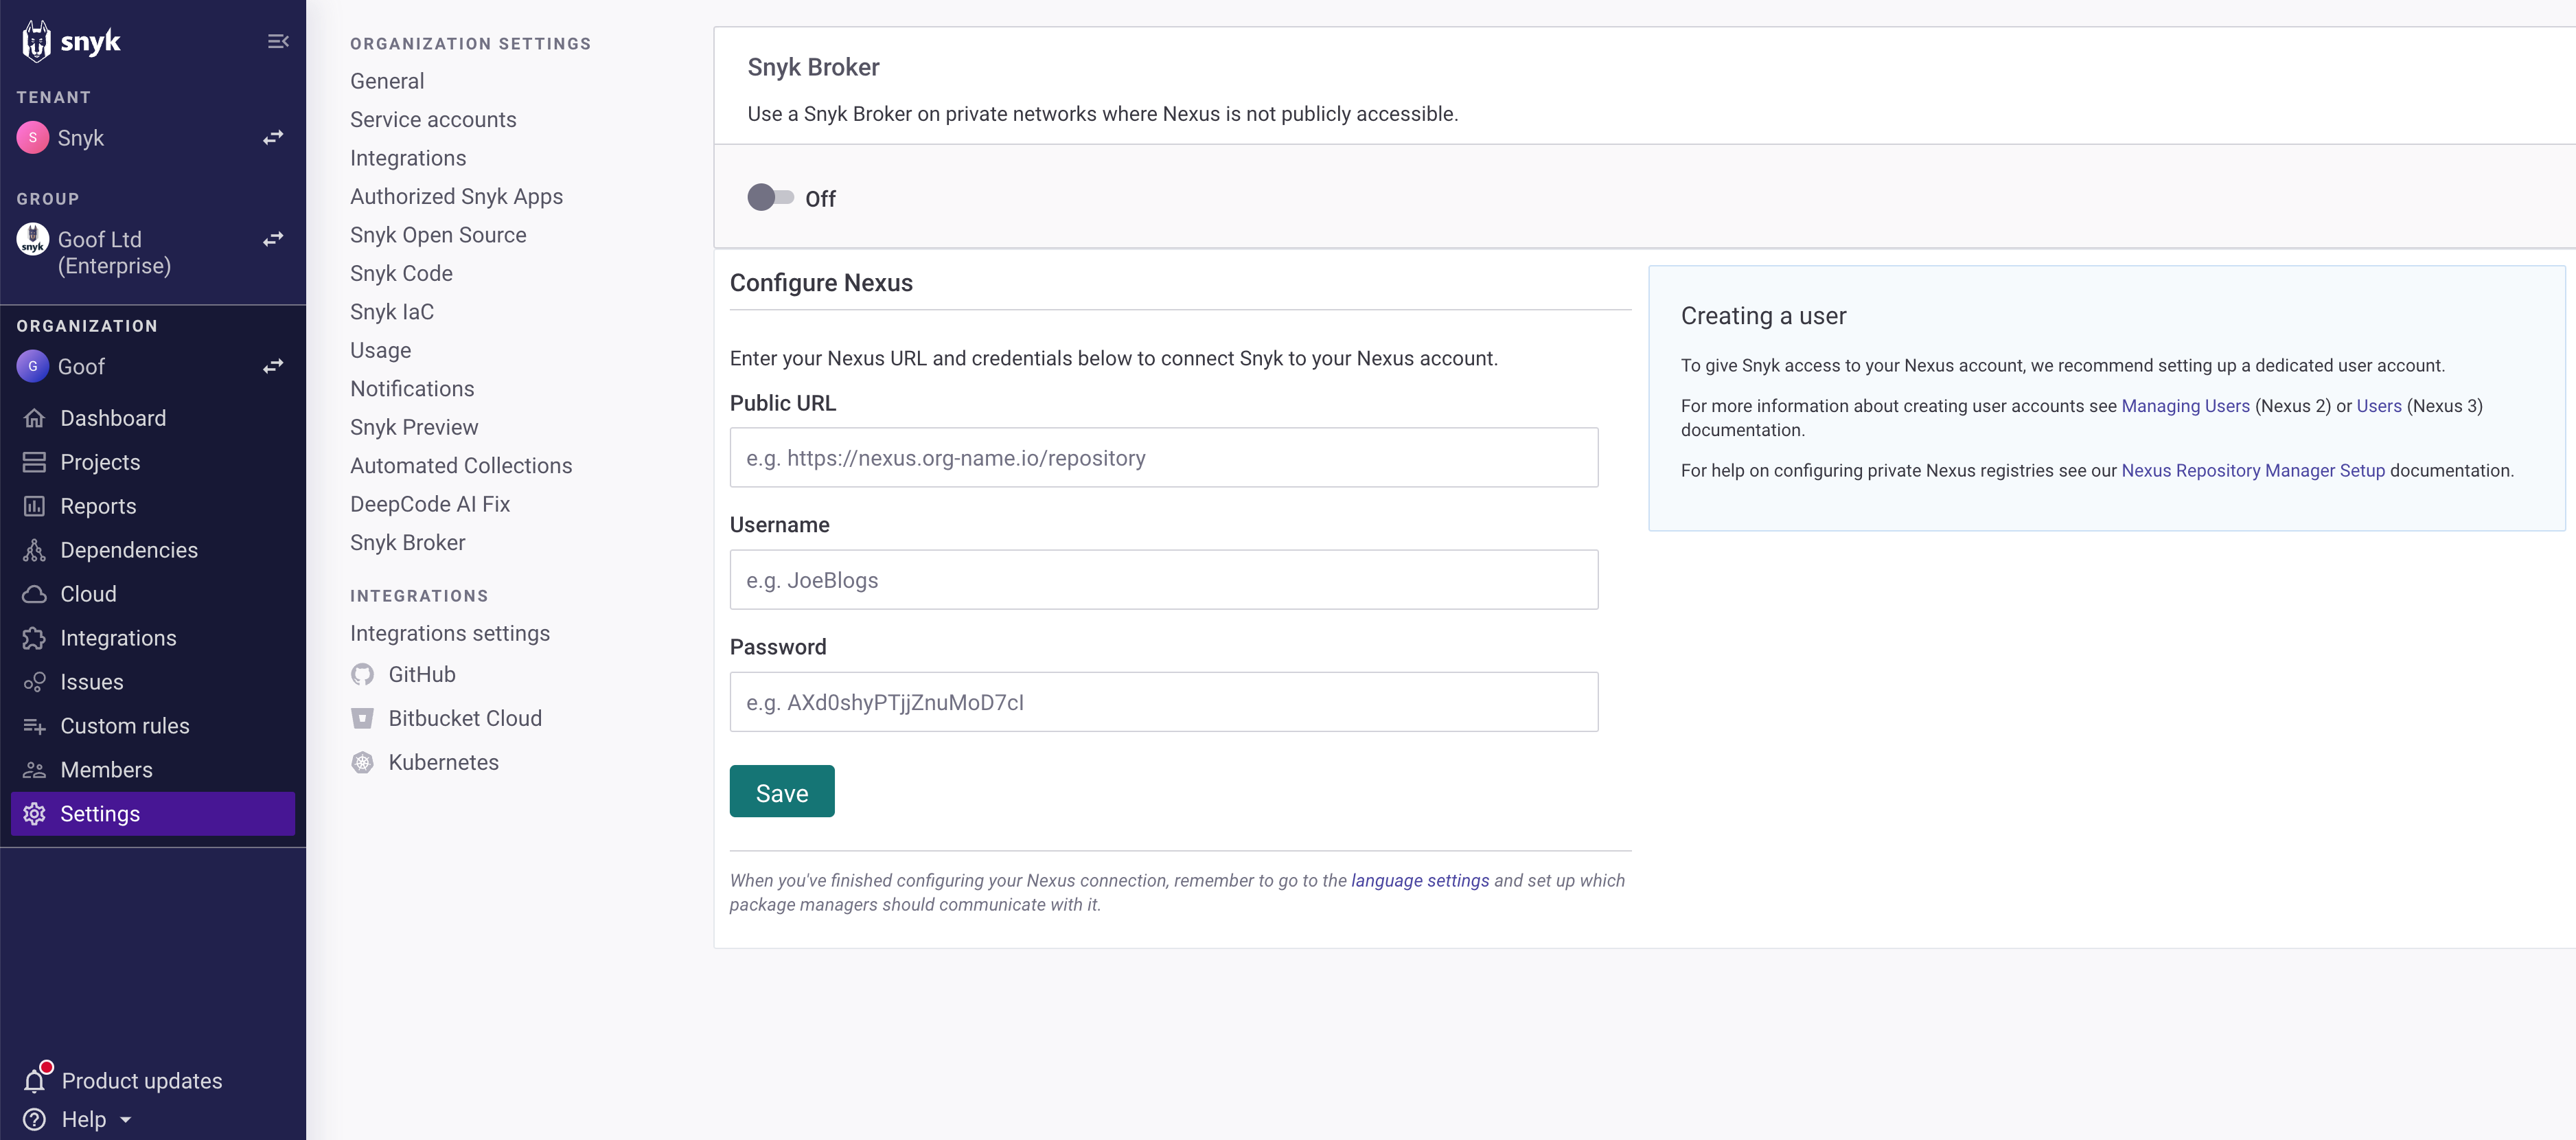 snyk
TENANT
S
Snyk
GROUP
snyk
Goof Ltd
(Enterprise)
ORGANIZATION
G
Goof
Dashboard
Projects
Reports
Dependencies
Cloud
Integrations
Issues
Custom rules
Members
Settings
Product updates
Help
ORGANIZATION SETTINGS
General
Service accounts
Integrations
Authorized Snyk Apps
Snyk Open Source
Snyk Code
Snyk IaC
Usage
Notifications
Snyk Preview
Automated Collections
DeepCode AI Fix
Snyk Broker
INTEGRATIONS
Integrations settings
GitHub
Bitbucket Cloud
Kubernetes
Snyk Broker
Use a Snyk Broker on private networks where Nexus is not publicly accessible.
Off
Configure Nexus
Enter your Nexus URL and credentials below to connect Snyk to your Nexus account.
Public URL
e.g. https://nexus.org-name.io/repository
Username
e.g. JoeBlogs
Password
e.g. AXd0shyPTjjZnuMoD7cI
Save
When you've finished configuring your Nexus connection, remember to go to the language settings and set up which
package managers should communicate with it.
Creating a user
To give Snyk access to your Nexus account, we recommend setting up a dedicated user account.
For more information about creating user accounts see Managing Users (Nexus 2) or Users (Nexus 3)
documentation.
For help on configuring private Nexus registries see our Nexus Repository Manager Setup documentation.